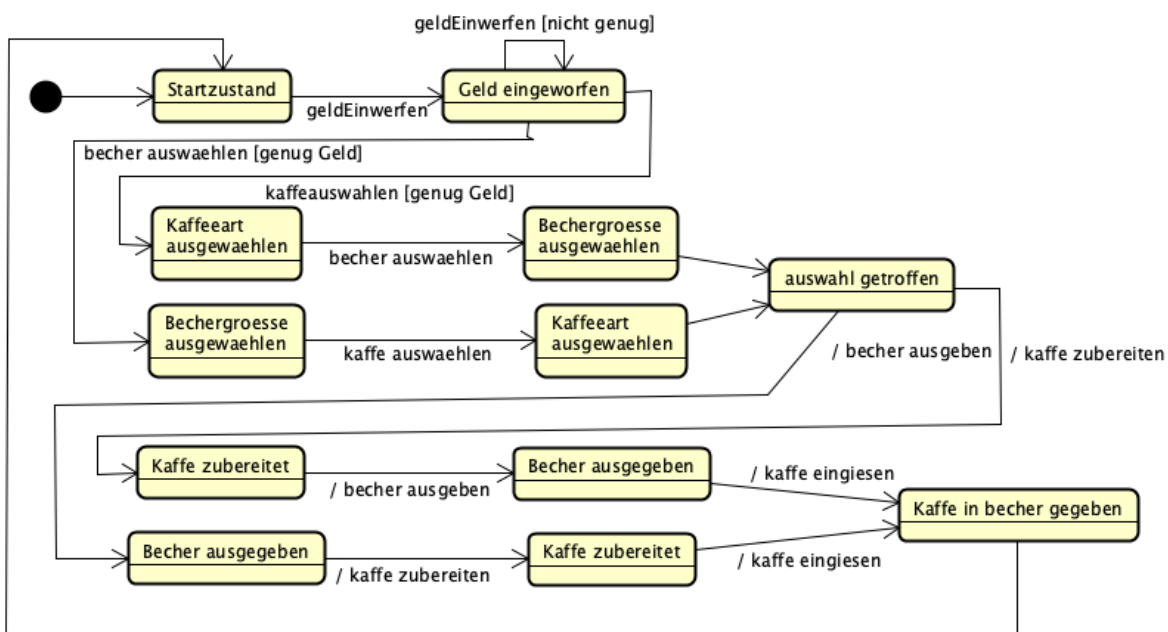 geldEinwerfen [nicht genug]
Startzustand
Geld eingeworfen
geldEinwerfen
becher auswaehlen [genug Geld]
kaffeauswahlen [genug Geld]
Kaffeeart
ausgewaehlen
becher auswaehlen
Bechergroesse
ausgewaehlen
auswahl getroffen
Bechergroesse
ausgewaehlen
kaffe auswaehlen
Kaffeeart
ausgewaehlen
/ becher ausgeben
/ kaffe zubereiten
Kaffe zubereitet
/ becher ausgeben
Becher ausgegeben
/ kaffe eingiesen
Kaffe in becher gegeben
Becher ausgegeben
/ kaffe zubereiten
Kaffe zubereitet
/ kaffe eingiesen